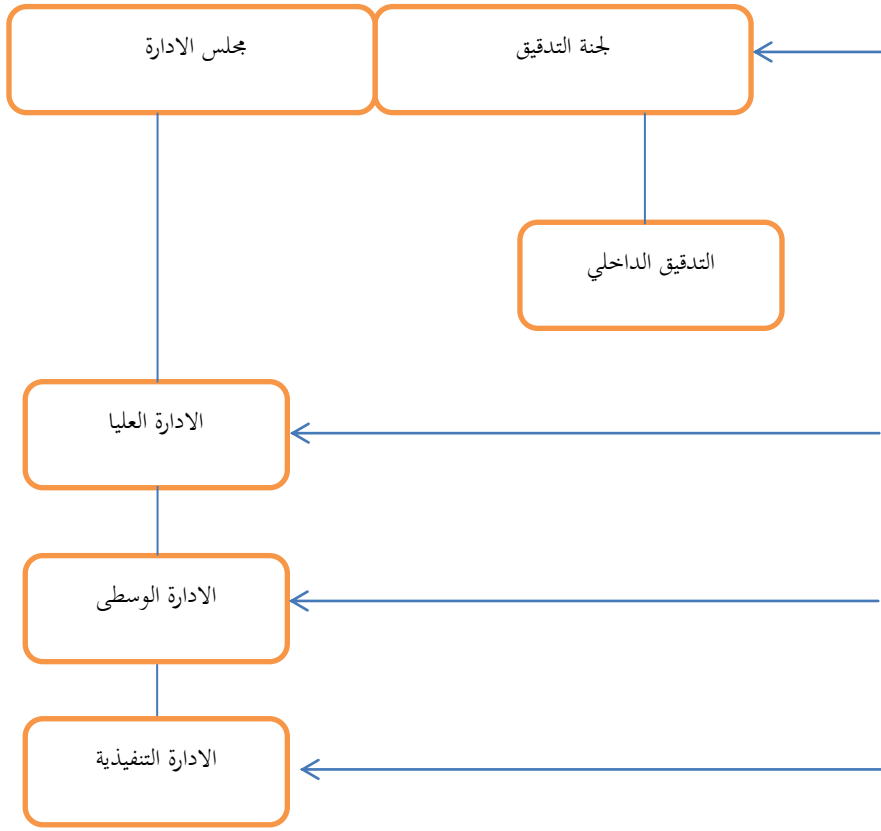 لجنة التدقيق
مجلس الادارة
التدقيق الداخلي
الادارة العليا
الادارة الوسطى
الادارة التنفيذية